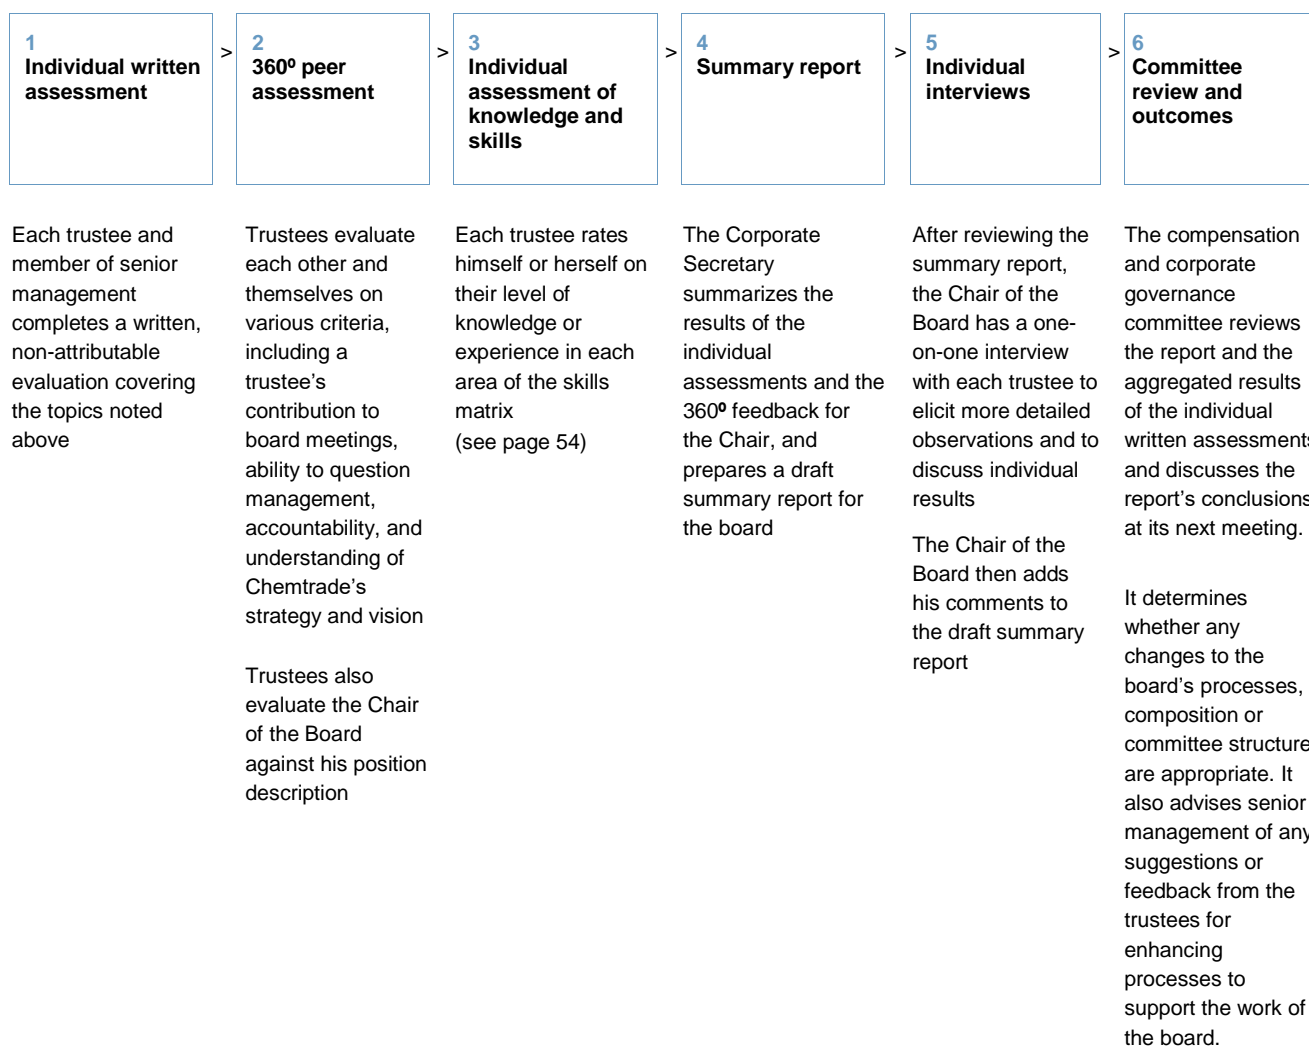 1
Individual written
assessment
>
2
360º peer
assessment
>
3
Individual
assessment of
knowledge and
skills
>
4
Summary report
>
5
Individual
interviews
>
6
Committee
review and
outcomes
Each trustee and
member of senior
management
completes a written,
non-attributable
evaluation covering
the topics noted
above
Trustees evaluate
each other and
themselves on
various criteria,
including a
trustee’s
contribution to
board meetings,
ability to question
management,
accountability, and
understanding of
Chemtrade’s
strategy and vision
Trustees also
evaluate the Chair
of the Board
against his position
description
Each trustee rates
himself or herself on
their level of
knowledge or
experience in each
area of the skills
matrix
(see page 54)
The Corporate
Secretary
summarizes the
results of the
individual
assessments and the
360º feedback for
the Chair, and
prepares a draft
summary report for
the board
After reviewing the
summary report,
the Chair of the
Board has a one-
on-one interview
with each trustee to
elicit more detailed
observations and to
discuss individual
results
The Chair of the
Board then adds
his comments to
the draft summary
report
The compensation
and corporate
governance
committee reviews
the report and the
aggregated results
of the individual
written assessments
and discusses the
report’s conclusions
at its next meeting.
It determines
whether any
changes to the
board’s processes,
composition or
committee structure
are appropriate. It
also advises senior
management of any
suggestions or
feedback from the
trustees for
enhancing
processes to
support the work of
the board.